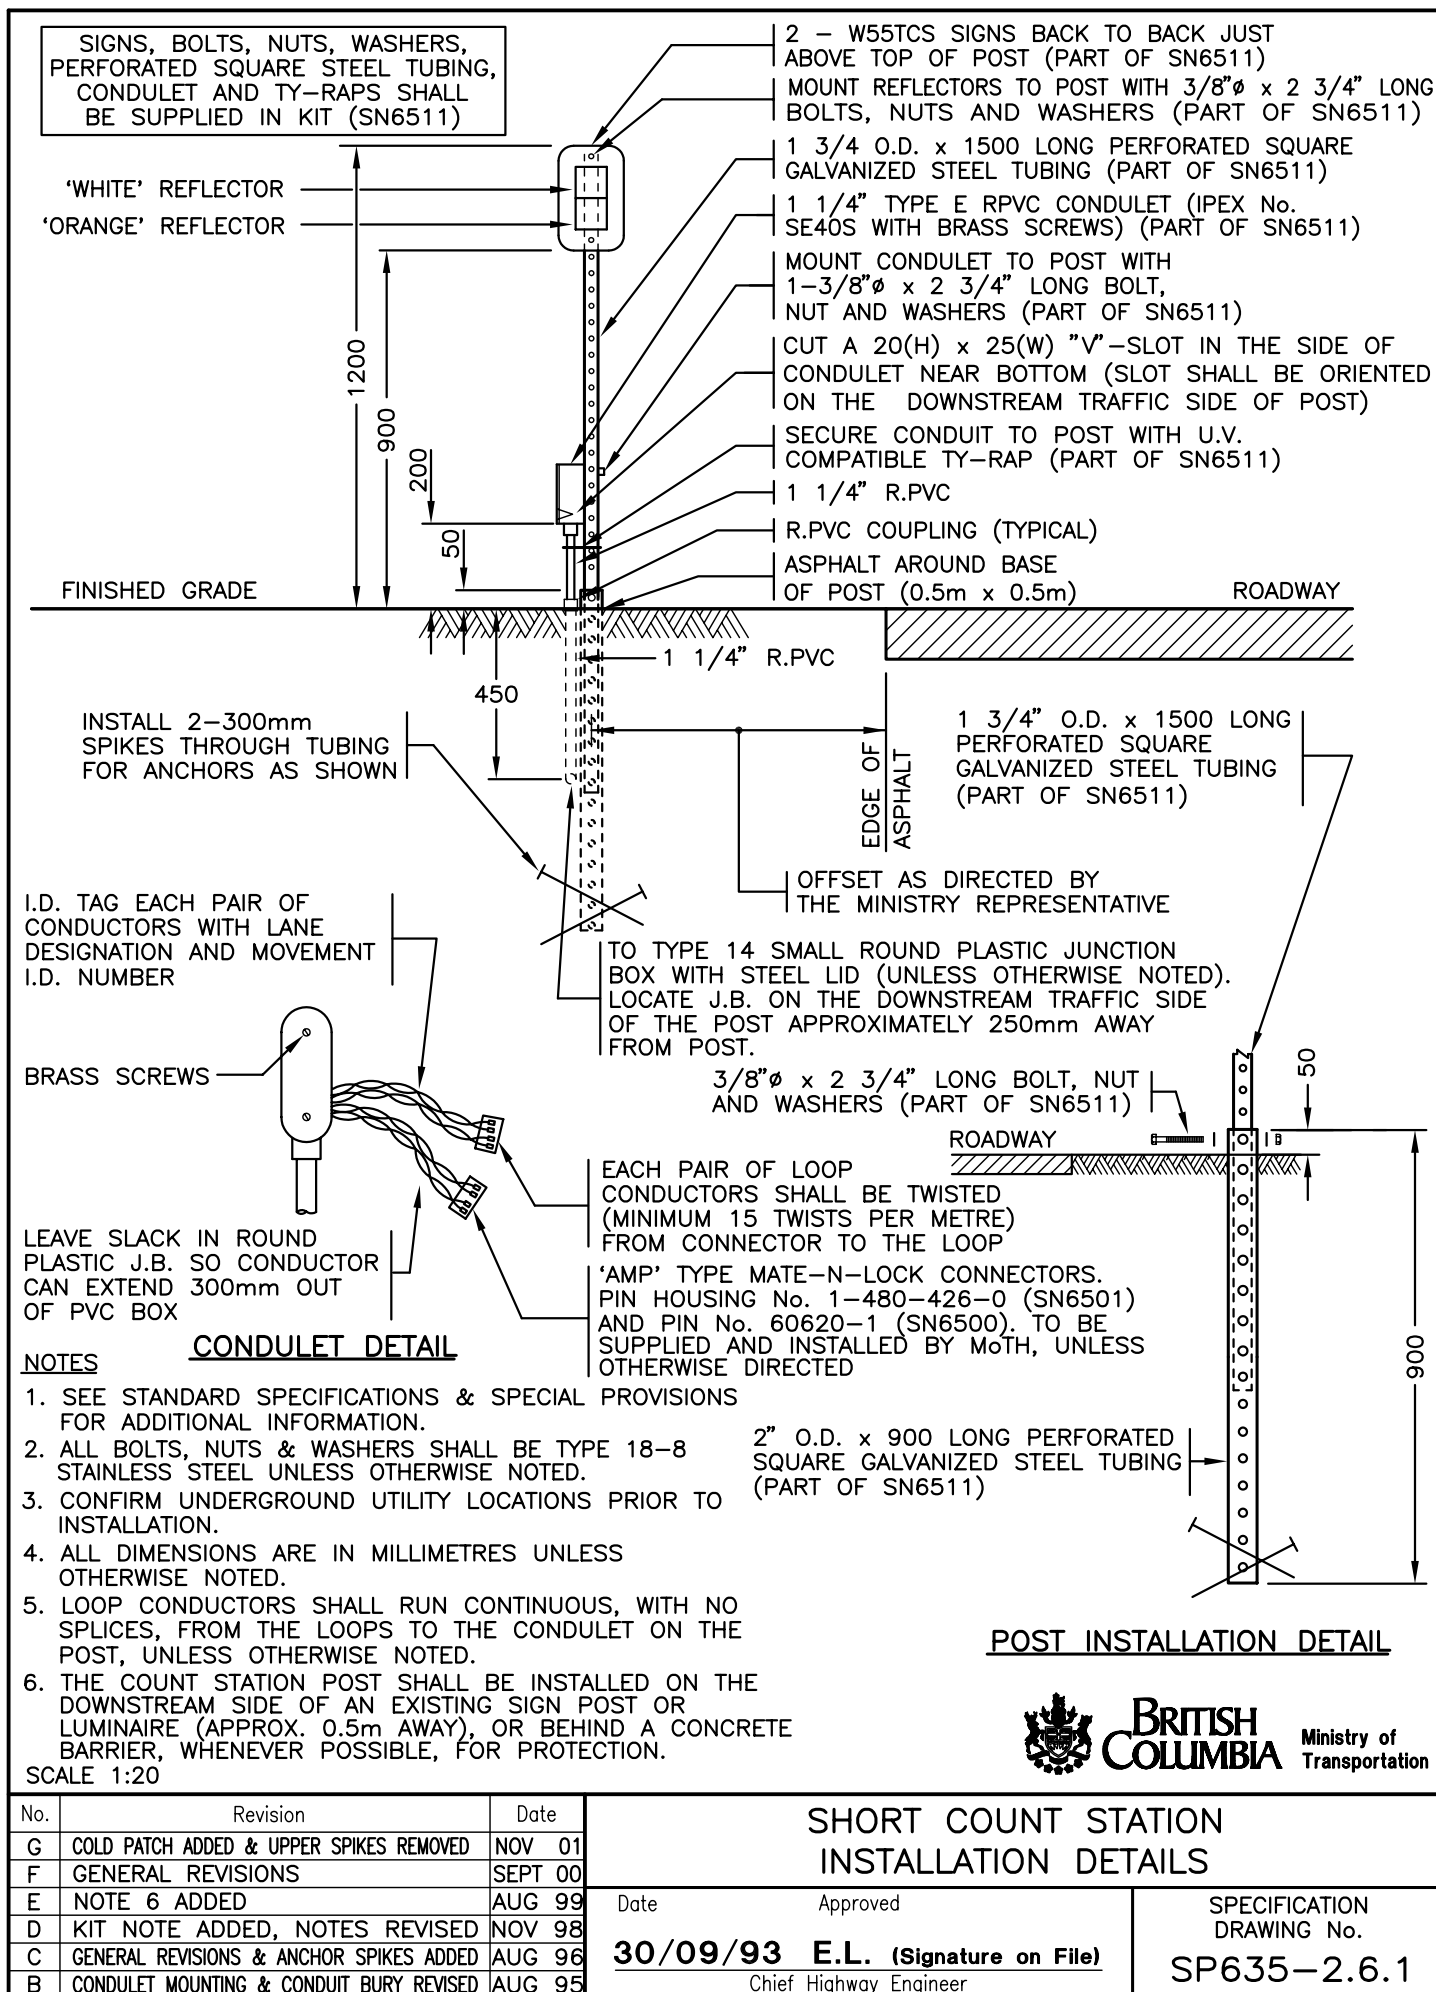 SIGNS, BOLTS, NUTS, WASHERS,
PERFORATED SQUARE STEEL TUBING,
CONDULET AND TY-RAPS SHALL
BE SUPPLIED IN KIT (SN6511)
2 - W55TCS SIGNS BACK TO BACK JUST
ABOVE TOP OF POST (PART OF SN6511)
MOUNT REFLECTORS TO POST WITH 3/8"ø x 2 3/4" LONG
BOLTS, NUTS AND WASHERS (PART OF SN6511)
1 3/4 O.D. x 1500 LONG PERFORATED SQUARE
GALVANIZED STEEL TUBING (PART OF SN6511)
'WHITE' REFLECTOR
'ORANGE' REFLECTOR
1 1/4" TYPE E RPVC CONDULET (IPEX No.
SE40S WITH BRASS SCREWS) (PART OF SN6511)
MOUNT CONDULET TO POST WITH
1-3/8"ø x 2 3/4" LONG BOLT,
NUT AND WASHERS (PART OF SN6511)
CUT A 20(H) x 25(W) "V"-SLOT IN THE SIDE OF
CONDULET NEAR BOTTOM (SLOT SHALL BE ORIENTED
ON THE DOWNSTREAM TRAFFIC SIDE OF POST)
SECURE CONDUIT TO POST WITH U.V.
COMPATIBLE TY-RAP (PART OF SN6511)
1 1/4" R.PVC
R.PVC COUPLING (TYPICAL)
ASPHALT AROUND BASE
OF POST (0.5m x 0.5m)
1200
900
200
50
FINISHED GRADE
ROADWAY
1 1/4" R.PVC
450
INSTALL 2-300mm
SPIKES THROUGH TUBING
FOR ANCHORS AS SHOWN
EDGE OF
ASPHALT
1 3/4" O.D. x 1500 LONG
PERFORATED SQUARE
GALVANIZED STEEL TUBING
(PART OF SN6511)
OFFSET AS DIRECTED BY
THE MINISTRY REPRESENTATIVE
I.D. TAG EACH PAIR OF
CONDUCTORS WITH LANE
DESIGNATION AND MOVEMENT
I.D. NUMBER
TO TYPE 14 SMALL ROUND PLASTIC JUNCTION
BOX WITH STEEL LID (UNLESS OTHERWISE NOTED).
LOCATE J.B. ON THE DOWNSTREAM TRAFFIC SIDE
OF THE POST APPROXIMATELY 250mm AWAY
FROM POST.
BRASS SCREWS
3/8"ø x 2 3/4" LONG BOLT, NUT
AND WASHERS (PART OF SN6511)
50
ROADWAY
EACH PAIR OF LOOP
CONDUCTORS SHALL BE TWISTED
(MINIMUM 15 TWISTS PER METRE)
FROM CONNECTOR TO THE LOOP
LEAVE SLACK IN ROUND
PLASTIC J.B. SO CONDUCTOR
CAN EXTEND 300mm OUT
OF PVC BOX
'AMP' TYPE MATE-N-LOCK CONNECTORS.
PIN HOUSING No. 1-480-426-0 (SN6501)
AND PIN No. 60620-1 (SN6500). TO BE
SUPPLIED AND INSTALLED BY MoTH, UNLESS
OTHERWISE DIRECTED
CONDULET DETAIL
900
2" O.D. x 900 LONG PERFORATED
SQUARE GALVANIZED STEEL TUBING
(PART OF SN6511)
POST INSTALLATION DETAIL
NOTES
1. SEE STANDARD SPECIFICATIONS & SPECIAL PROVISIONS
FOR ADDITIONAL INFORMATION.
2. ALL BOLTS, NUTS & WASHERS SHALL BE TYPE 18-8
STAINLESS STEEL UNLESS OTHERWISE NOTED.
3. CONFIRM UNDERGROUND UTILITY LOCATIONS PRIOR TO
INSTALLATION.
4. ALL DIMENSIONS ARE IN MILLIMETRES UNLESS
OTHERWISE NOTED.
5. LOOP CONDUCTORS SHALL RUN CONTINUOUS, WITH NO
SPLICES, FROM THE LOOPS TO THE CONDULET ON THE
POST, UNLESS OTHERWISE NOTED.
6. THE COUNT STATION POST SHALL BE INSTALLED ON THE
DOWNSTREAM SIDE OF AN EXISTING SIGN POST OR
LUMINAIRE (APPROX. 0.5m AWAY), OR BEHIND A CONCRETE
BARRIER, WHENEVER POSSIBLE, FOR PROTECTION.
SCALE 1:20
BRITISH
COLUMBIA
Ministry of
Transportation
No. Revision Date
G COLD PATCH ADDED & UPPER SPIKES REMOVED NOV 01
F GENERAL REVISIONS SEPT 00
E NOTE 6 ADDED AUG 99
D KIT NOTE ADDED, NOTES REVISED NOV 98
C GENERAL REVISIONS & ANCHOR SPIKES ADDED AUG 96
B CONDULET MOUNTING & CONDUIT BURY REVISED AUG 95
SHORT COUNT STATION
INSTALLATION DETAILS
Date Approved
30/09/93 E.L. (Signature on File)
Chief Highway Engineer
SPECIFICATION
DRAWING No.
SP635-2.6.1